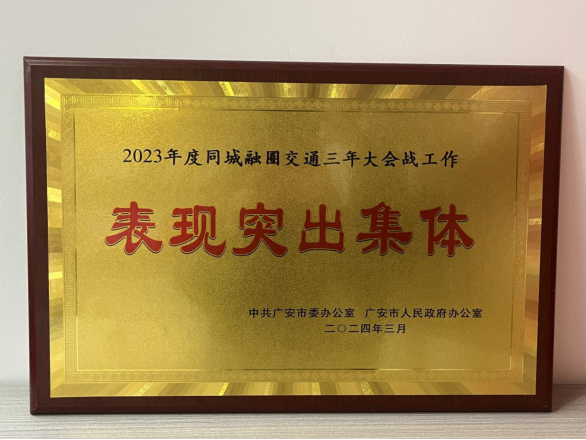 2023年度同城融圈交通三年大会战工作
表现突出集体
中共广安市委办公室 广安市人民政府办公室
二〇二四年三月